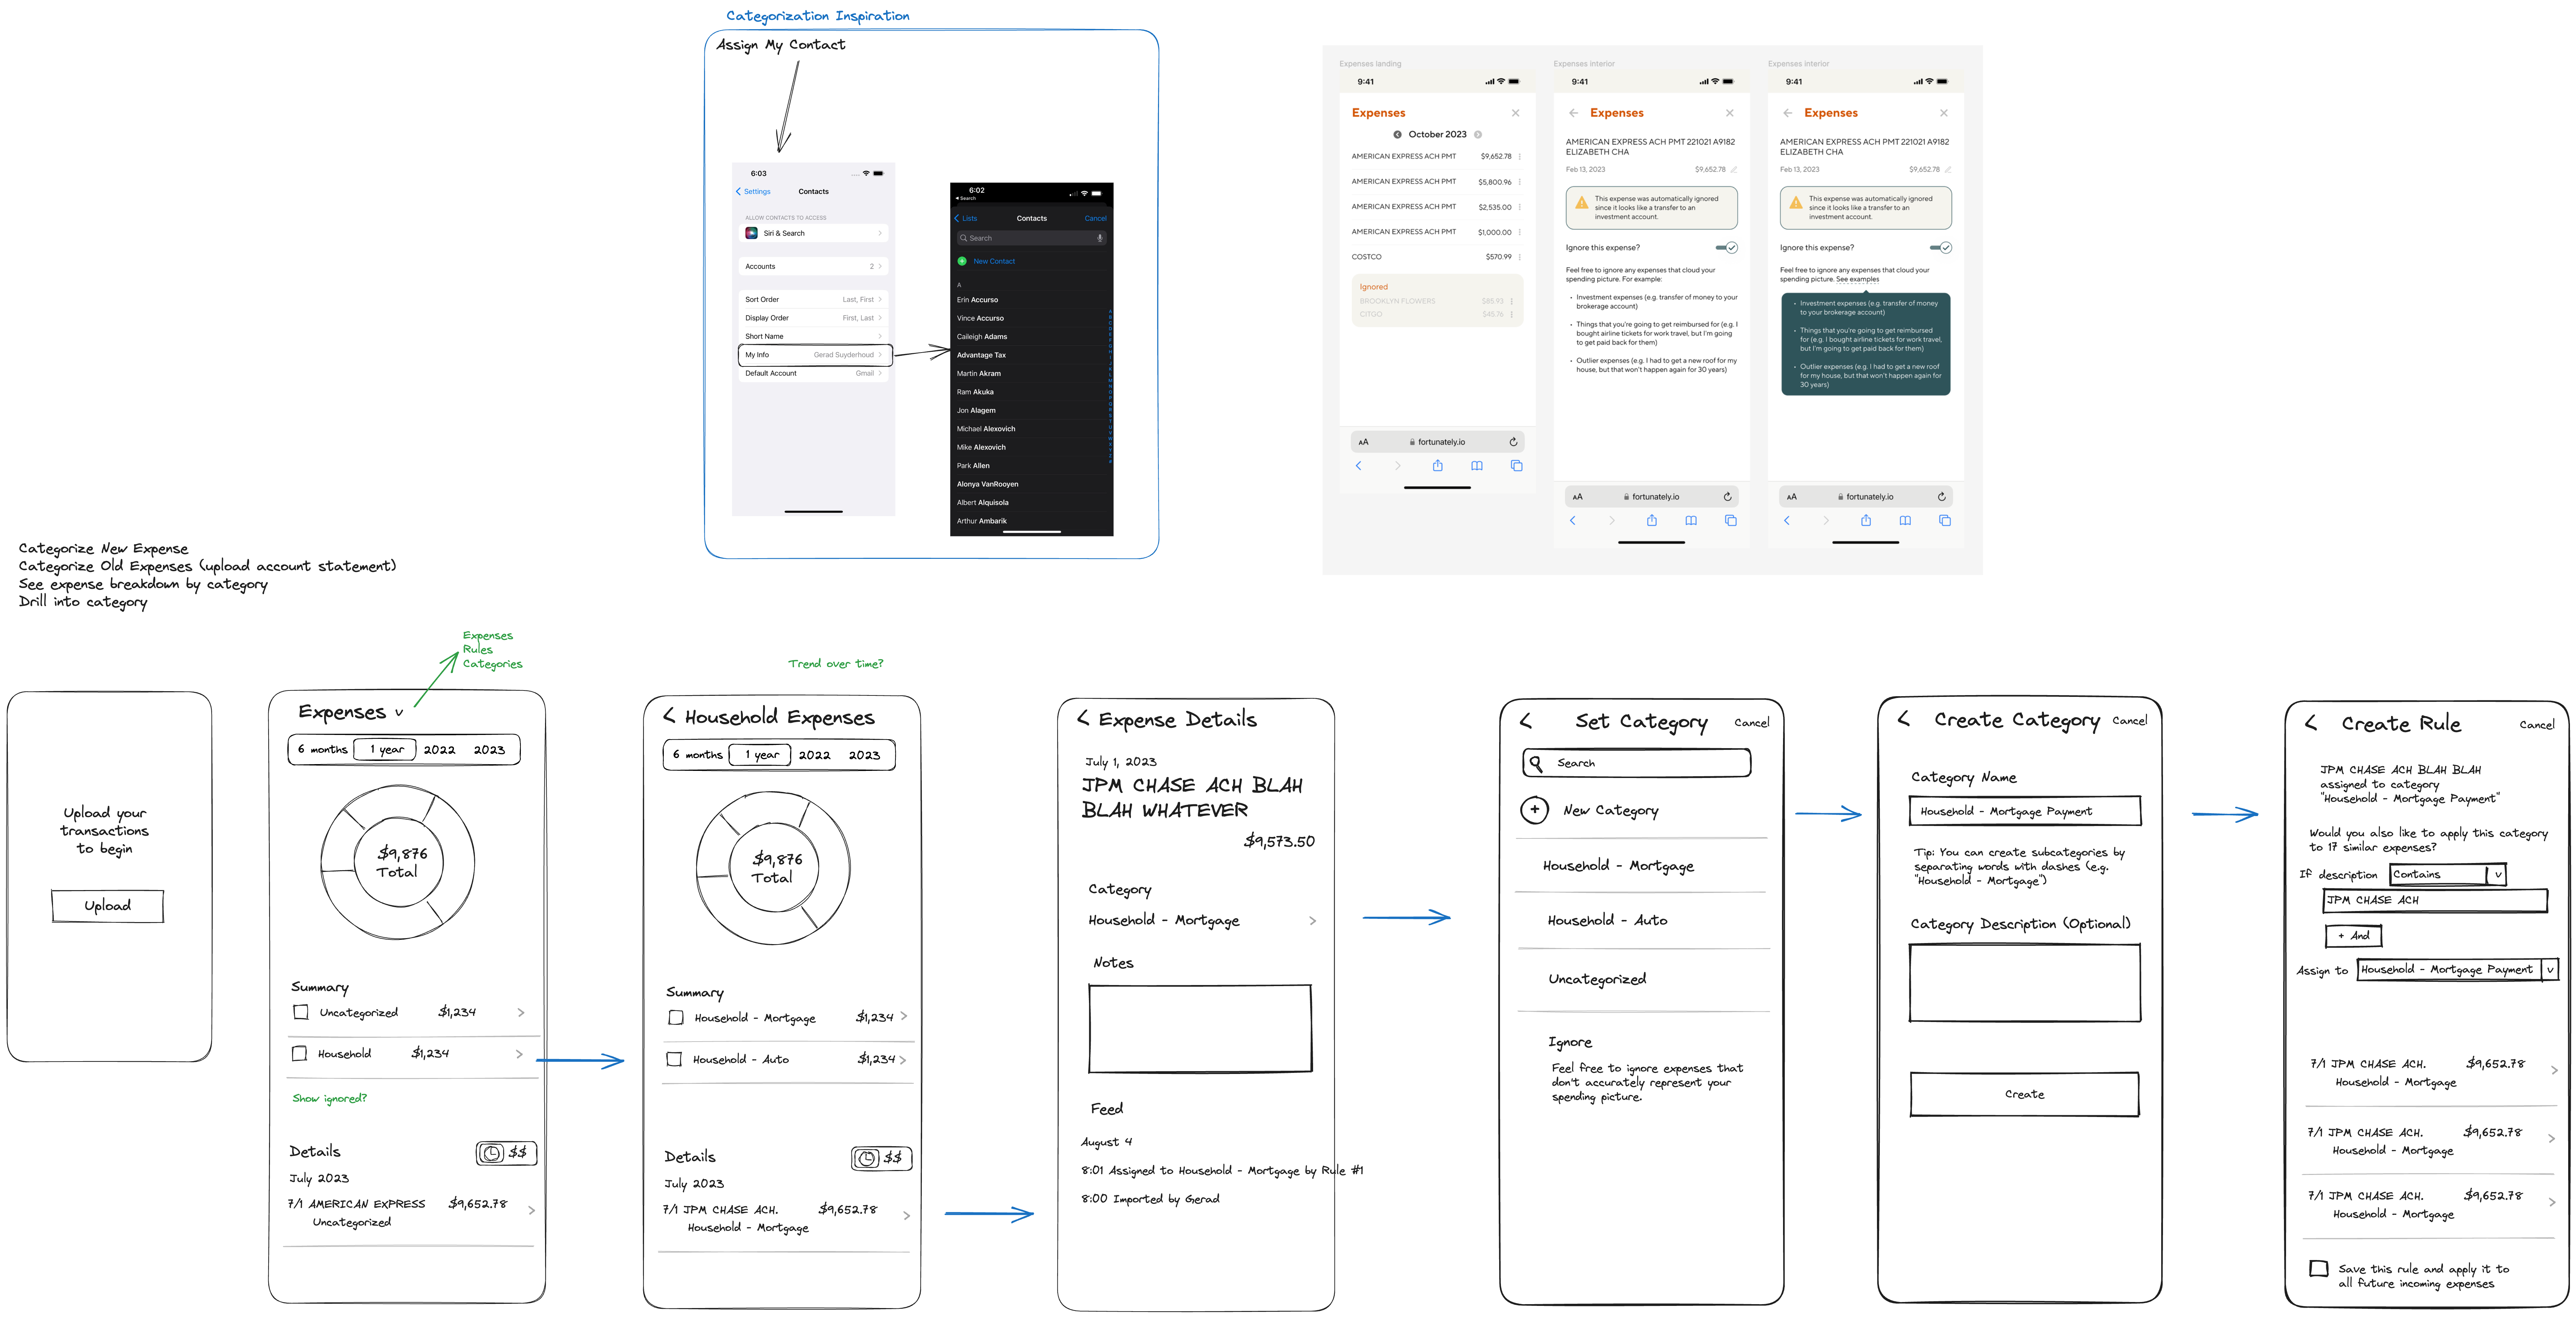 Categorization Inspiration
Assign My Contact
6:03
Settings
Contacts
ALLOW CONTACTS TO ACCESS
Siri & Search
Accounts
2
Sort Order
Last, First
Display Order
First, Last
Short Name
My Info
Gerad Suyderhoud
Default Account
Gmail
6:02
Search
Lists
Contacts
Cancel
Search
New Contact
A
Erin Accurso
Vince Accurso
Caileigh Adams
Advantage Tax
Martin Akram
Ram Akuka
Jon Alagem
Michael Alexovich
Mike Alexovich
Park Allen
Alonya VanRooyen
Albert Alquisola
Arthur Ambarik
Expenses landing
9:41
Expenses
October 2023
AMERICAN EXPRESS ACH PMT $9,652.78
AMERICAN EXPRESS ACH PMT $5,800.96
AMERICAN EXPRESS ACH PMT $2,535.00
AMERICAN EXPRESS ACH PMT $1,000.00
COSTCO $570.99
Ignored
BROOKLYN FLOWERS $85.93
CITGO $45.76
AA
fortunately.io
Expenses interior
9:41
Expenses
AMERICAN EXPRESS ACH PMT 221021 A9182
ELIZABETH CHA
Feb 13, 2023 $9,652.78
This expense was automatically ignored
since it looks like a transfer to an
investment account.
Ignore this expense?
Feel free to ignore any expenses that cloud your
spending picture. For example:
• Investment expenses (e.g. transfer of money to your
brokerage account)
• Things that you're going to get reimbursed for (e.g. I
bought airline tickets for work travel, but I'm going
to get paid back for them)
• Outlier expenses (e.g. I had to get a new roof for my
house, but that won't happen again for 30 years)
AA
fortunately.io
Expenses interior
9:41
Expenses
AMERICAN EXPRESS ACH PMT 221021 A9182
ELIZABETH CHA
Feb 13, 2023 $9,652.78
This expense was automatically ignored
since it looks like a transfer to an
investment account.
Ignore this expense?
Feel free to ignore any expenses that cloud your
spending picture. See examples
• Investment expenses (e.g. transfer of money
to your brokerage account)
• Things that you're going to get reimbursed
for (e.g. I bought airline tickets for work travel,
but I'm going to get paid back for them)
• Outlier expenses (e.g. I had to get a new roof
for my house, but that won't happen again for
30 years)
AA
fortunately.io
Categorize New Expense
Categorize Old Expenses (upload account statement)
See expense breakdown by category
Drill into category
Upload your
transactions
to begin
Upload
Expenses
Rules
Categories
Expenses v
6 months 1 year 2022 2023
$9,876
Total
Summary
Uncategorized $1,234 >
Household $1,234 >
Show ignored?
Details
$$
July 2023
7/1 AMERICAN EXPRESS $9,652.78 >
Uncategorized
Trend over time?
< Household Expenses
6 months 1 year 2022 2023
$9,876
Total
Summary
Household - Mortgage $1,234 >
Household - Auto $1,234 >
Details
$$
July 2023
7/1 JPM CHASE ACH. $9,652.78 >
Household - Mortgage
< Expense Details
July 1, 2023
JPM CHASE ACH BLAH
BLAH WHATEVER
$9,573.50
Category
Household - Mortgage >
Notes
Feed
August 4
8:01 Assigned to Household - Mortgage by Rule #1
8:00 Imported by Gerad
< Set Category Cancel
Search
+ New Category
Household - Mortgage
Household - Auto
Uncategorized
Ignore
Feel free to ignore expenses that
don't accurately represent your
spending picture.
< Create Category Cancel
Category Name
Household - Mortgage Payment
Tip: You can create subcategories by
separating words with dashes (e.g.
"Household - Mortgage")
Category Description (Optional)
Create
< Create Rule Cancel
JPM CHASE ACH BLAH BLAH
assigned to category
"Household - Mortgage Payment"
Would you also like to apply this category
to 17 similar expenses?
If description Contains v
JPM CHASE ACH
+ And
Assign to Household - Mortgage Payment v
7/1 JPM CHASE ACH. $9,652.78 >
Household - Mortgage
7/1 JPM CHASE ACH. $9,652.78 >
Household - Mortgage
7/1 JPM CHASE ACH. $9,652.78 >
Household - Mortgage
Save this rule and apply it to
all future incoming expenses